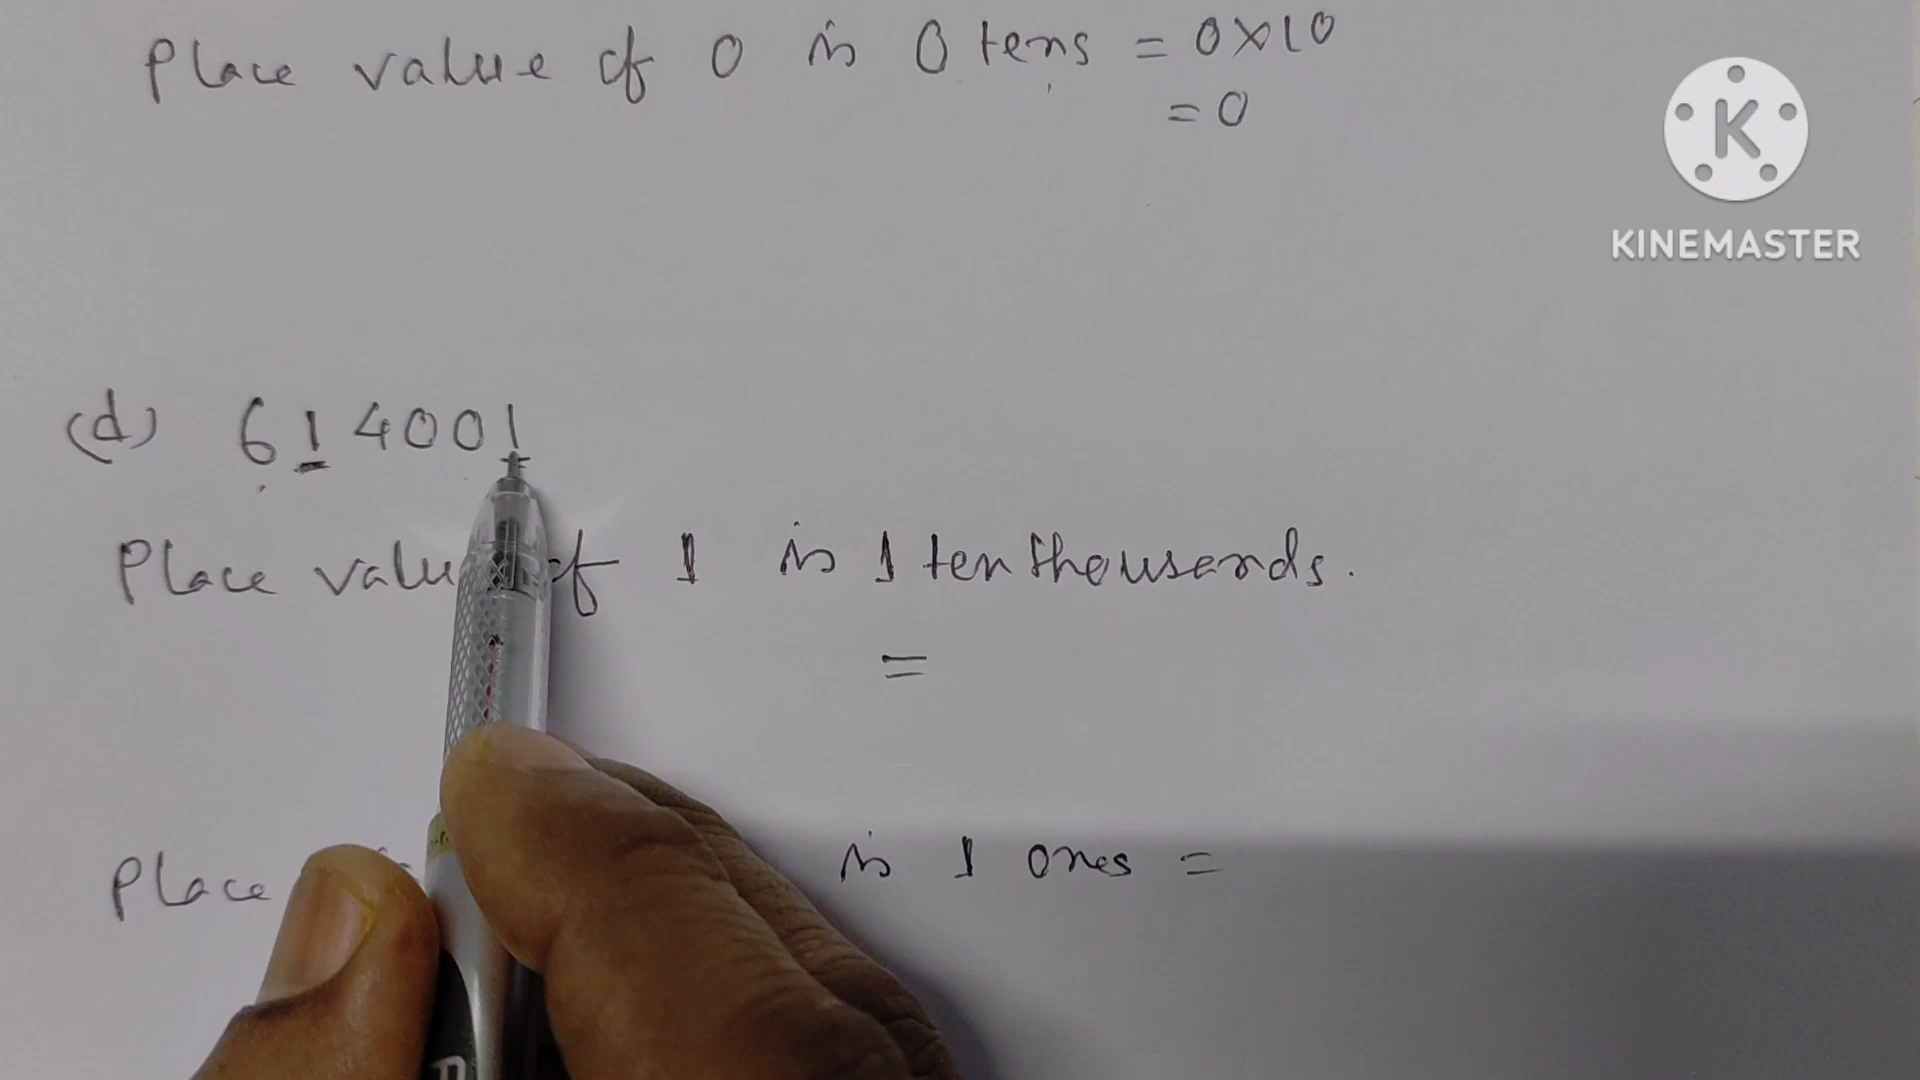 Place value of 0 is 0 tens = 0×10
= 0
K
KINEMASTER
(d) 614001
Place value of 1 is 1 ten thousands.
=
Place is 1 ones =